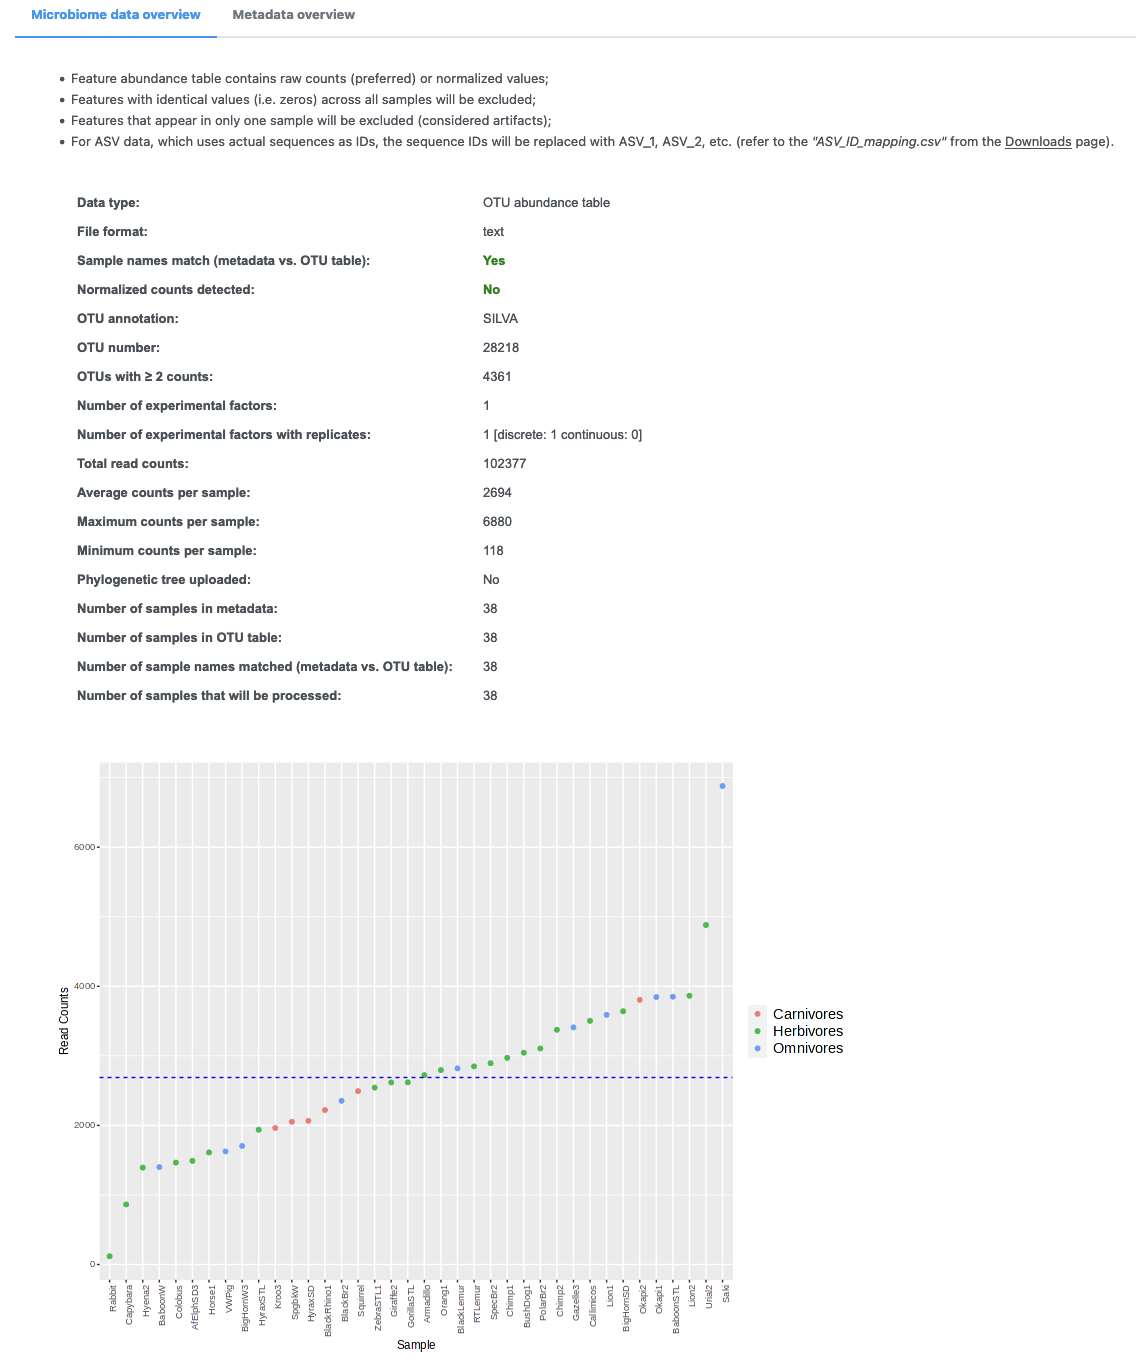 Microbiome data overview Metadata overview
• Feature abundance table contains raw counts (preferred) or normalized values;
• Features with identical values (i.e. zeros) across all samples will be excluded;
• Features that appear in only one sample will be excluded (considered artifacts);
• For ASV data, which uses actual sequences as IDs, the sequence IDs will be replaced with ASV_1, ASV_2, etc. (refer to the "ASV_ID_mapping.csv" from the Downloads page).
Data type: OTU abundance table
File format: text
Sample names match (metadata vs. OTU table): Yes
Normalized counts detected: No
OTU annotation: SILVA
OTU number: 28218
OTUs with ≥ 2 counts: 4361
Number of experimental factors: 1
Number of experimental factors with replicates: 1 [discrete: 1 continuous: 0]
Total read counts: 102377
Average counts per sample: 2694
Maximum counts per sample: 6880
Minimum counts per sample: 118
Phylogenetic tree uploaded: No
Number of samples in metadata: 38
Number of samples in OTU table: 38
Number of sample names matched (metadata vs. OTU table): 38
Number of samples that will be processed: 38
6000
4000
2000
0
Read Counts
Carnivores
Herbivores
Omnivores
Rabbit
Capybara
Hyena2
BaboonW
Colobus
AfElphSD3
Horse1
VWPig
BigHornW3
HyraxSTL
Kroo3
SpgbkW
HyraxSD
BlackRhino1
BlackBr2
Squirrel
ZebraSTL1
Giraffe2
GorillaSTL
Armadillo
Orang1
BlackLemur
RTLemur
SpecBr2
Chimp1
BushDog1
PolarBr2
Chimp2
Gazelle3
Callimicos
Lion1
BigHornSD
Okapi2
Okapi1
BaboonSTL
Lion2
Urial2
Saki
Sample